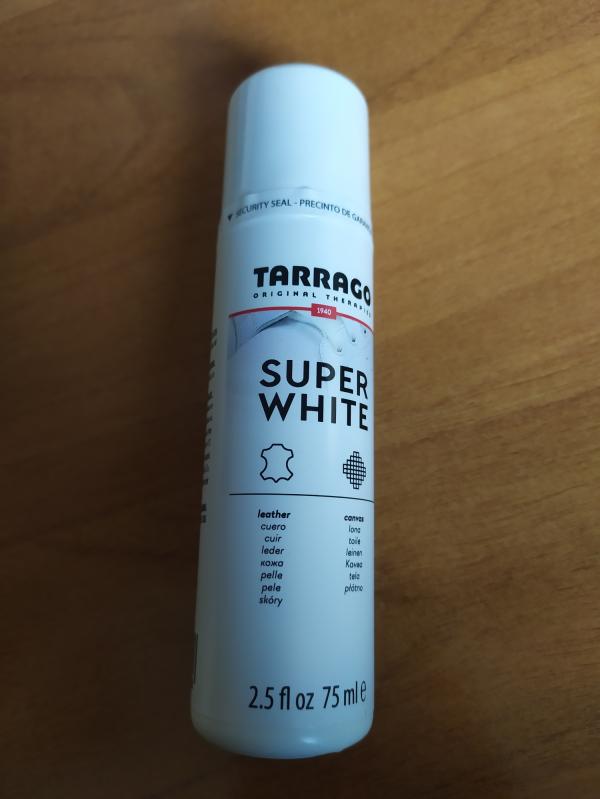 SECURITY SEAL - PRECINTO DE
TARRAGO
ORIGINAL THERAPIES
1940
SUPER
WHITE
leather
cuero
cuir
leder
кожа
pelle
pele
skóry
canvas
lona
toile
leinen
Канва
tela
płótno
2.5 fl oz 75 ml e